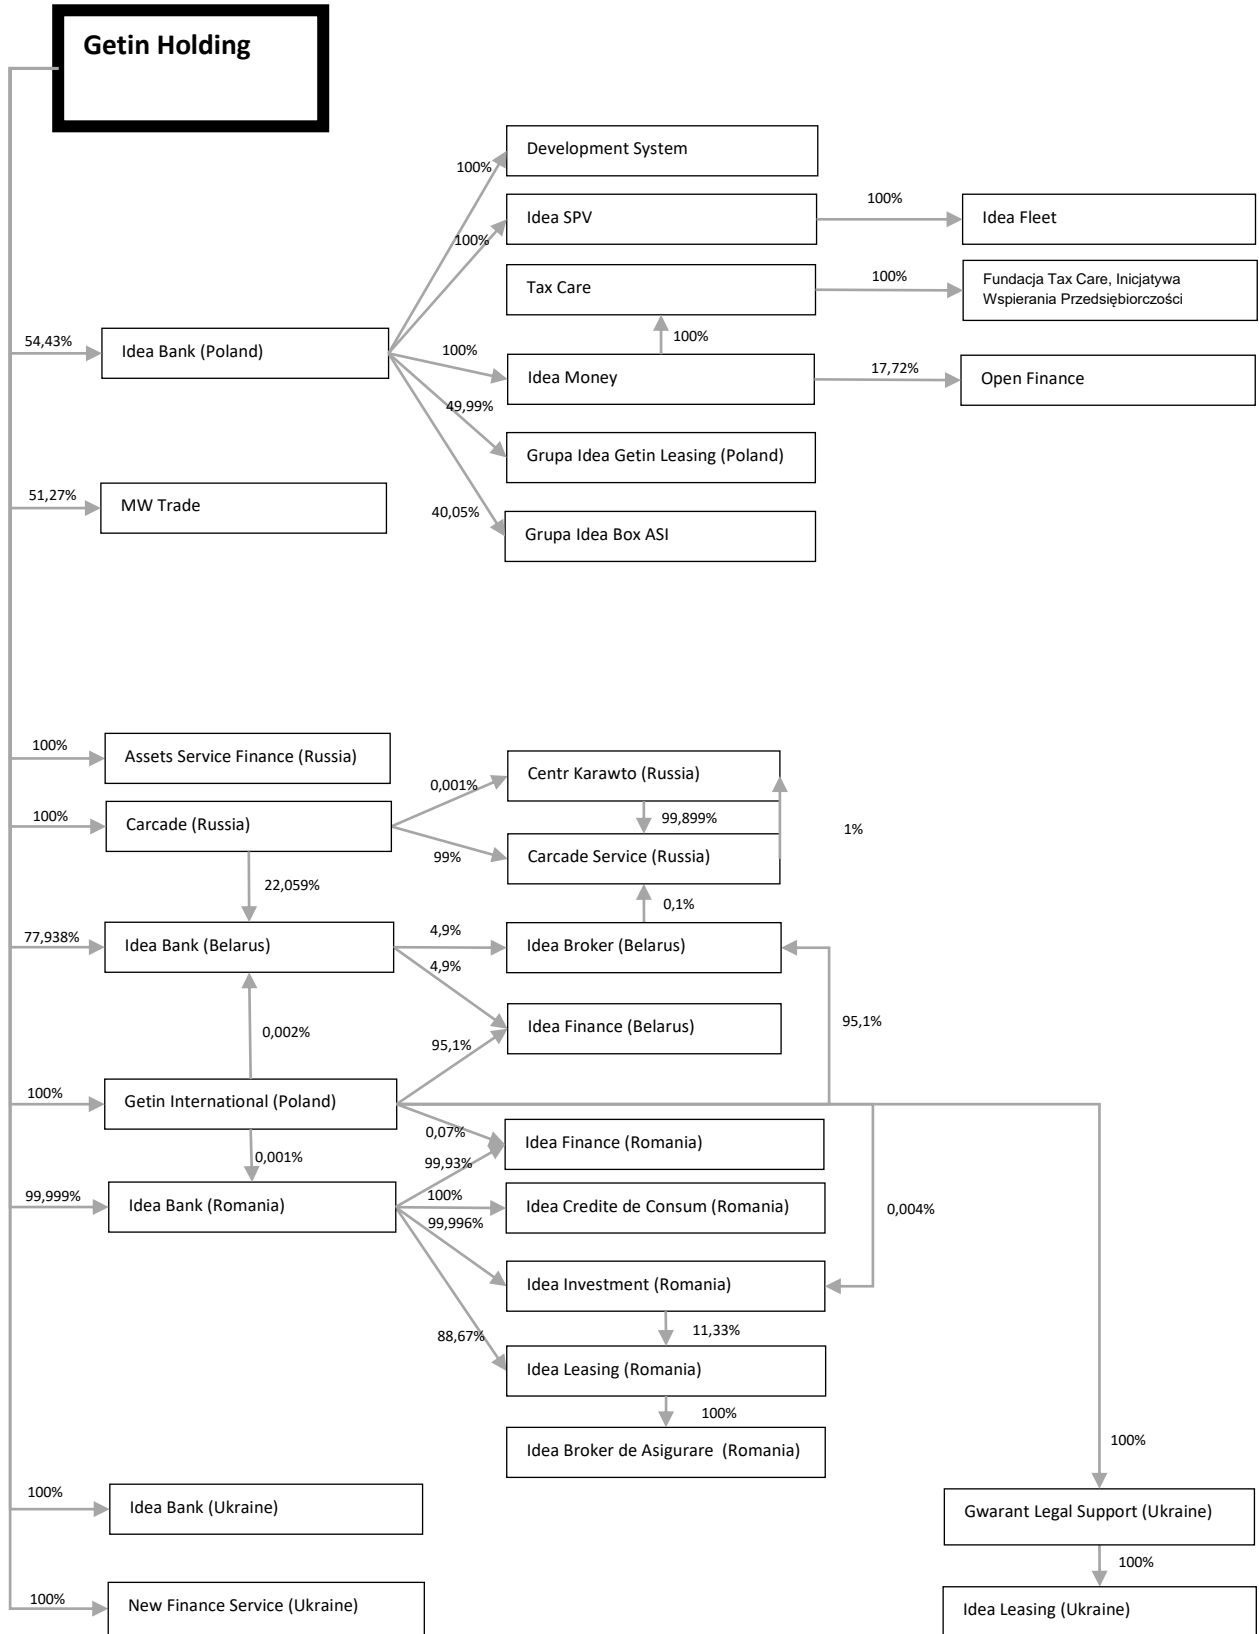 Getin Holding
Development System
100%
Idea SPV
100%
100%
Idea Fleet
100%
Tax Care
100%
Fundacja Tax Care, Inicjatywa
Wspierania Przedsiębiorczości
54,43%
Idea Bank (Poland)
100%
100%
Idea Money
17,72%
Open Finance
49,99%
Grupa Idea Getin Leasing (Poland)
51,27%
MW Trade
40,05%
Grupa Idea Box ASI
100%
Assets Service Finance (Russia)
0,001%
Centr Karawto (Russia)
100%
Carcade (Russia)
99,899%
1%
99%
Carcade Service (Russia)
22,059%
0,1%
77,938%
Idea Bank (Belarus)
4,9%
Idea Broker (Belarus)
4,9%
0,002%
Idea Finance (Belarus)
95,1%
95,1%
100%
Getin International (Poland)
0,07%
Idea Finance (Romania)
0,001%
99,93%
99,999%
Idea Bank (Romania)
100%
Idea Credite de Consum (Romania)
0,004%
99,996%
Idea Investment (Romania)
88,67%
11,33%
Idea Leasing (Romania)
100%
Idea Broker de Asigurare  (Romania)
100%
100%
Idea Bank (Ukraine)
Gwarant Legal Support (Ukraine)
100%
100%
New Finance Service (Ukraine)
Idea Leasing (Ukraine)